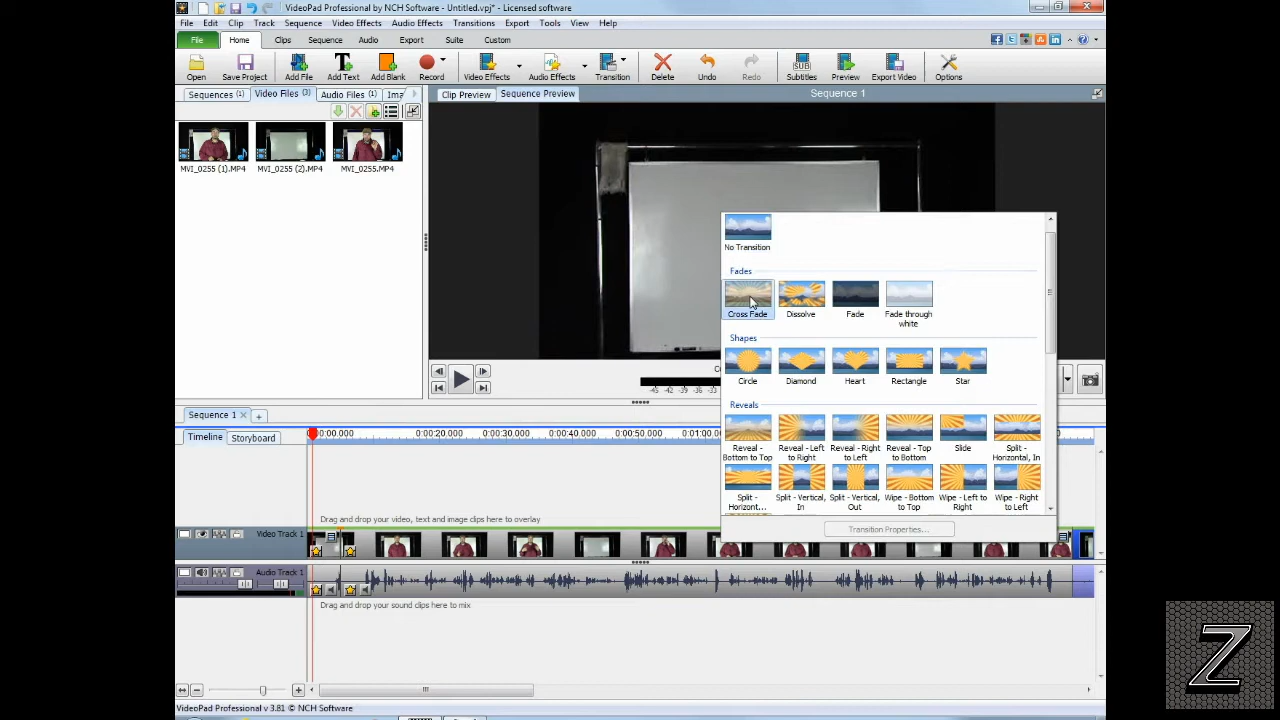 VideoPad Professional by NCH Software - Untitled.vpj* - Licensed software
File Edit Clip Track Sequence Video Effects Audio Effects Transitions Export Tools View Help
File Home Clips Sequence Audio Export Suite Custom
Open Save Project Add File Add Text Add Blank Record Video Effects Audio Effects Transition Delete Undo Redo Subtitles Preview Export Video Options
Sequences (1) Video Files (3) Audio Files (1) Ima
Clip Preview Sequence Preview Sequence 1
MVI_0255 (1).MP4 MVI_0255 (2).MP4 MVI_0255.MP4
No Transition
Fades
Cross Fade Dissolve Fade Fade through white
Shapes
Circle Diamond Heart Rectangle Star
Reveals
Reveal - Bottom to Top Reveal - Left to Right Reveal - Right to Left Reveal - Top to Bottom Slide Split - Horizontal, In
Split - Horizont... Split - Vertical, In Split - Vertical, Out Wipe - Bottom to Top Wipe - Left to Right Wipe - Right to Left
Transition Properties...
-45 -42 -39 -36 -33
Sequence 1
Timeline Storyboard
0:00.000 0:00:20.000 0:00:30.000 0:00:40.000 0:00:50.000 0:01:00.
Drag and drop your video, text and image clips here to overlay
Video Track 1
Audio Track 1
Drag and drop your sound clips here to mix
VideoPad Professional v 3.81 © NCH Software
Z